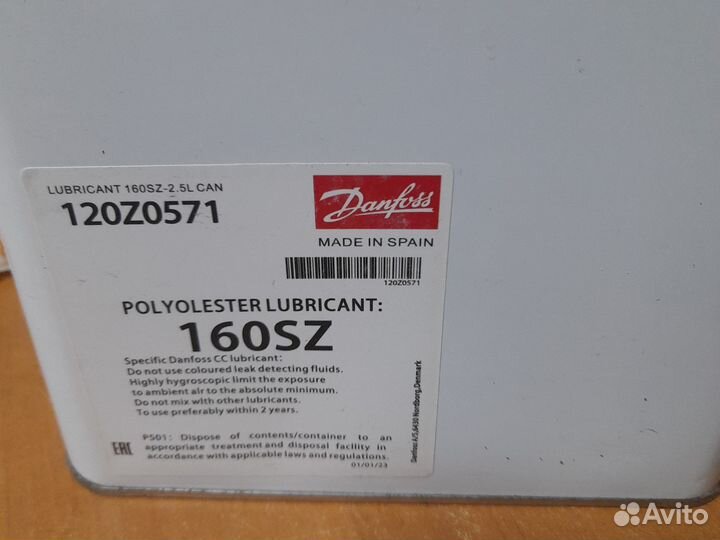 LUBRICANT 160SZ-2.5L CAN
120Z0571
Danfoss
MADE IN SPAIN
120Z0571
POLYOLESTER LUBRICANT:
160SZ
Specific Danfoss CC lubricant:
Do not use coloured leak detecting fluids.
Highly hygroscopic limit the exposure
to ambient air to the absolute minimum.
Do not mix with other lubricants.
To use preferably within 2 years.
EAC
P501: Dispose of contents/container to an
appropriate treatment and disposal facility in
accordance with applicable laws and regulations.
01/01/23
Danfoss A/S,6430 Nordborg,Denmark
Avito